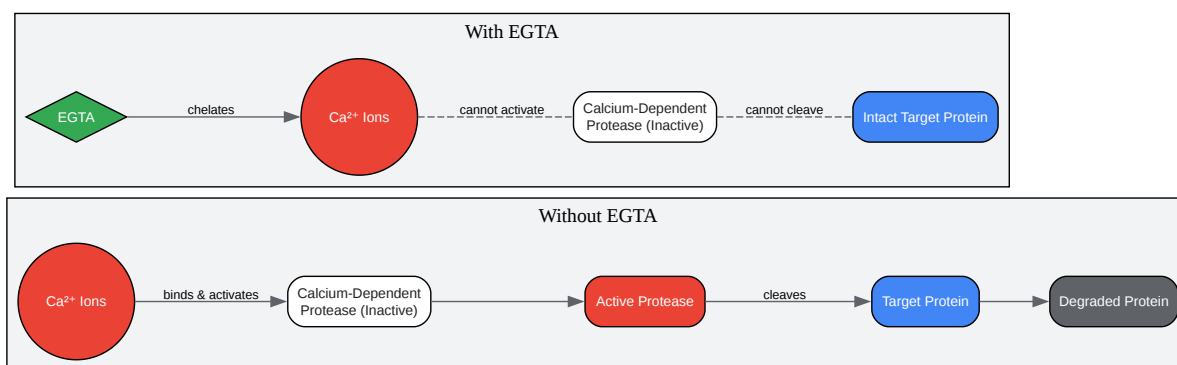 With EGTA
EGTA
chelates
Ca²⁺ Ions
cannot activate
Calcium-Dependent
Protease (Inactive)
cannot cleave
Intact Target Protein
Without EGTA
Ca²⁺ Ions
binds & activates
Calcium-Dependent
Protease (Inactive)
Active Protease
cleaves
Target Protein
Degraded Protein